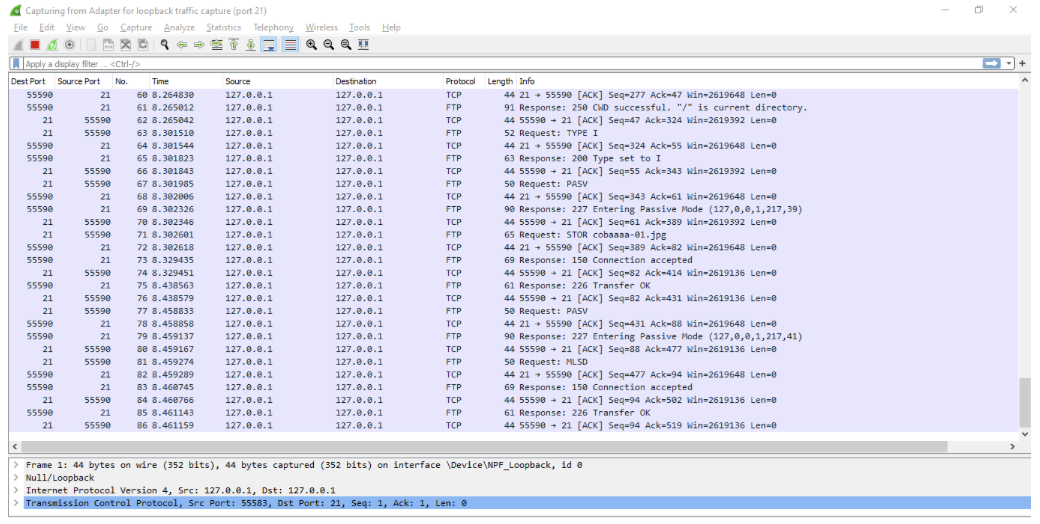 Capturing from Adapter for loopback traffic capture (port 21)
File Edit View Go Capture Analyze Statistics Telephony Wireless Tools Help
Apply a display filter ... <Ctrl-/>
Dest Port Source Port No. Time Source Destination Protocol Length Info
55590 21 60 8.264830 127.0.0.1 127.0.0.1 TCP 44 21 → 55590 [ACK] Seq=277 Ack=47 Win=2619648 Len=0
55590 21 61 8.265012 127.0.0.1 127.0.0.1 FTP 91 Response: 250 CWD successful. "/" is current directory.
21 55590 62 8.265042 127.0.0.1 127.0.0.1 TCP 44 55590 → 21 [ACK] Seq=47 Ack=324 Win=2619392 Len=0
21 55590 63 8.301510 127.0.0.1 127.0.0.1 FTP 52 Request: TYPE I
55590 21 64 8.301544 127.0.0.1 127.0.0.1 TCP 44 21 → 55590 [ACK] Seq=324 Ack=55 Win=2619648 Len=0
55590 21 65 8.301823 127.0.0.1 127.0.0.1 FTP 63 Response: 200 Type set to I
21 55590 66 8.301843 127.0.0.1 127.0.0.1 TCP 44 55590 → 21 [ACK] Seq=55 Ack=343 Win=2619392 Len=0
21 55590 67 8.301985 127.0.0.1 127.0.0.1 FTP 50 Request: PASV
55590 21 68 8.302006 127.0.0.1 127.0.0.1 TCP 44 21 → 55590 [ACK] Seq=343 Ack=61 Win=2619648 Len=0
55590 21 69 8.302326 127.0.0.1 127.0.0.1 FTP 90 Response: 227 Entering Passive Mode (127,0,0,1,217,39)
21 55590 70 8.302346 127.0.0.1 127.0.0.1 TCP 44 55590 → 21 [ACK] Seq=61 Ack=389 Win=2619392 Len=0
21 55590 71 8.302601 127.0.0.1 127.0.0.1 FTP 65 Request: STOR cobaaaa-01.jpg
55590 21 72 8.302618 127.0.0.1 127.0.0.1 TCP 44 21 → 55590 [ACK] Seq=389 Ack=82 Win=2619648 Len=0
55590 21 73 8.329435 127.0.0.1 127.0.0.1 FTP 69 Response: 150 Connection accepted
21 55590 74 8.329451 127.0.0.1 127.0.0.1 TCP 44 55590 → 21 [ACK] Seq=82 Ack=414 Win=2619136 Len=0
55590 21 75 8.438563 127.0.0.1 127.0.0.1 FTP 61 Response: 226 Transfer OK
21 55590 76 8.438579 127.0.0.1 127.0.0.1 TCP 44 55590 → 21 [ACK] Seq=82 Ack=431 Win=2619136 Len=0
21 55590 77 8.458833 127.0.0.1 127.0.0.1 FTP 50 Request: PASV
55590 21 78 8.458858 127.0.0.1 127.0.0.1 TCP 44 21 → 55590 [ACK] Seq=431 Ack=88 Win=2619648 Len=0
55590 21 79 8.459137 127.0.0.1 127.0.0.1 FTP 90 Response: 227 Entering Passive Mode (127,0,0,1,217,41)
21 55590 80 8.459167 127.0.0.1 127.0.0.1 TCP 44 55590 → 21 [ACK] Seq=88 Ack=477 Win=2619136 Len=0
21 55590 81 8.459274 127.0.0.1 127.0.0.1 FTP 50 Request: MLSD
55590 21 82 8.459289 127.0.0.1 127.0.0.1 TCP 44 21 → 55590 [ACK] Seq=477 Ack=94 Win=2619648 Len=0
55590 21 83 8.460745 127.0.0.1 127.0.0.1 FTP 69 Response: 150 Connection accepted
21 55590 84 8.460766 127.0.0.1 127.0.0.1 TCP 44 55590 → 21 [ACK] Seq=94 Ack=502 Win=2619136 Len=0
55590 21 85 8.461143 127.0.0.1 127.0.0.1 FTP 61 Response: 226 Transfer OK
21 55590 86 8.461159 127.0.0.1 127.0.0.1 TCP 44 55590 → 21 [ACK] Seq=94 Ack=519 Win=2619136 Len=0
Frame 1: 44 bytes on wire (352 bits), 44 bytes captured (352 bits) on interface \Device\NPF_Loopback, id 0
Null/Loopback
Internet Protocol Version 4, Src: 127.0.0.1, Dst: 127.0.0.1
Transmission Control Protocol, Src Port: 55583, Dst Port: 21, Seq: 1, Ack: 1, Len: 0